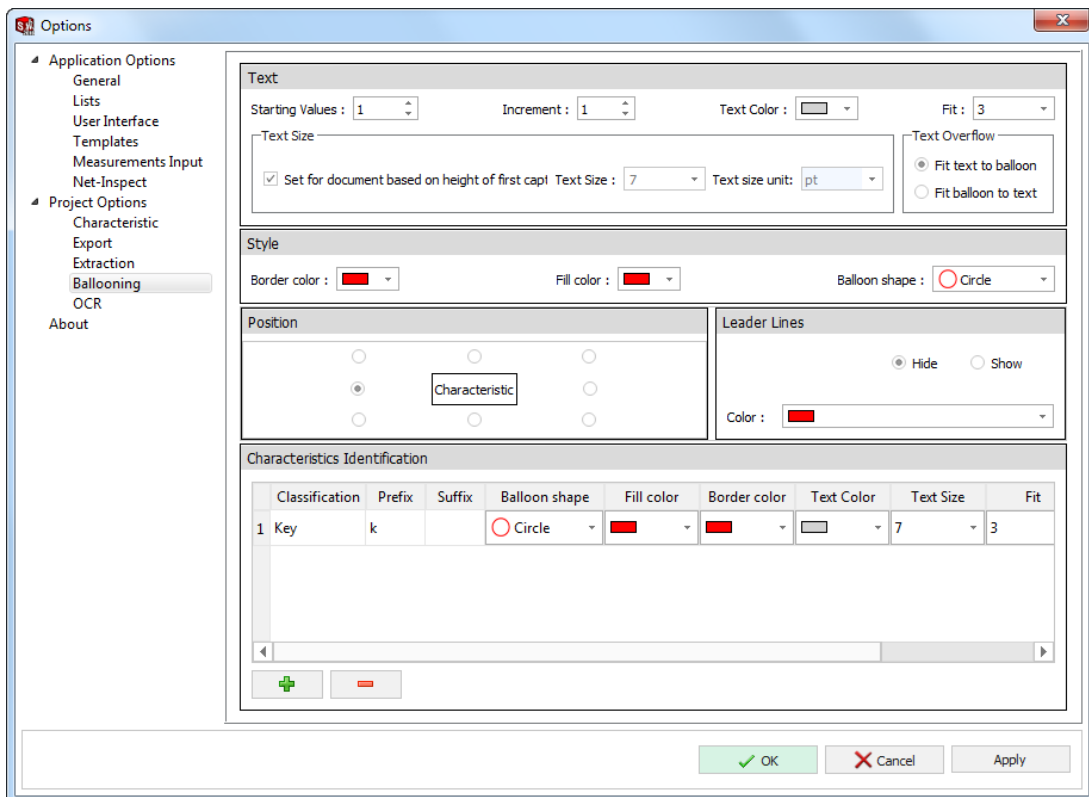 Options
Application Options
General
Lists
User Interface
Templates
Measurements Input
Net-Inspect
Project Options
Characteristic
Export
Extraction
Ballooning
OCR
About
Text
Starting Values : 1 Increment : 1 Text Color : Fit : 3
Text Size
Set for document based on height of first capt Text Size : 7 Text size unit: pt
Text Overflow
Fit text to balloon
Fit balloon to text
Style
Border color : Fill color : Balloon shape : Circle
Position
Characteristic
Leader Lines
Hide Show
Color :
Characteristics Identification
Classification Prefix Suffix Balloon shape Fill color Border color Text Color Text Size Fit
1 Key k Circle 7 3
OK Cancel Apply